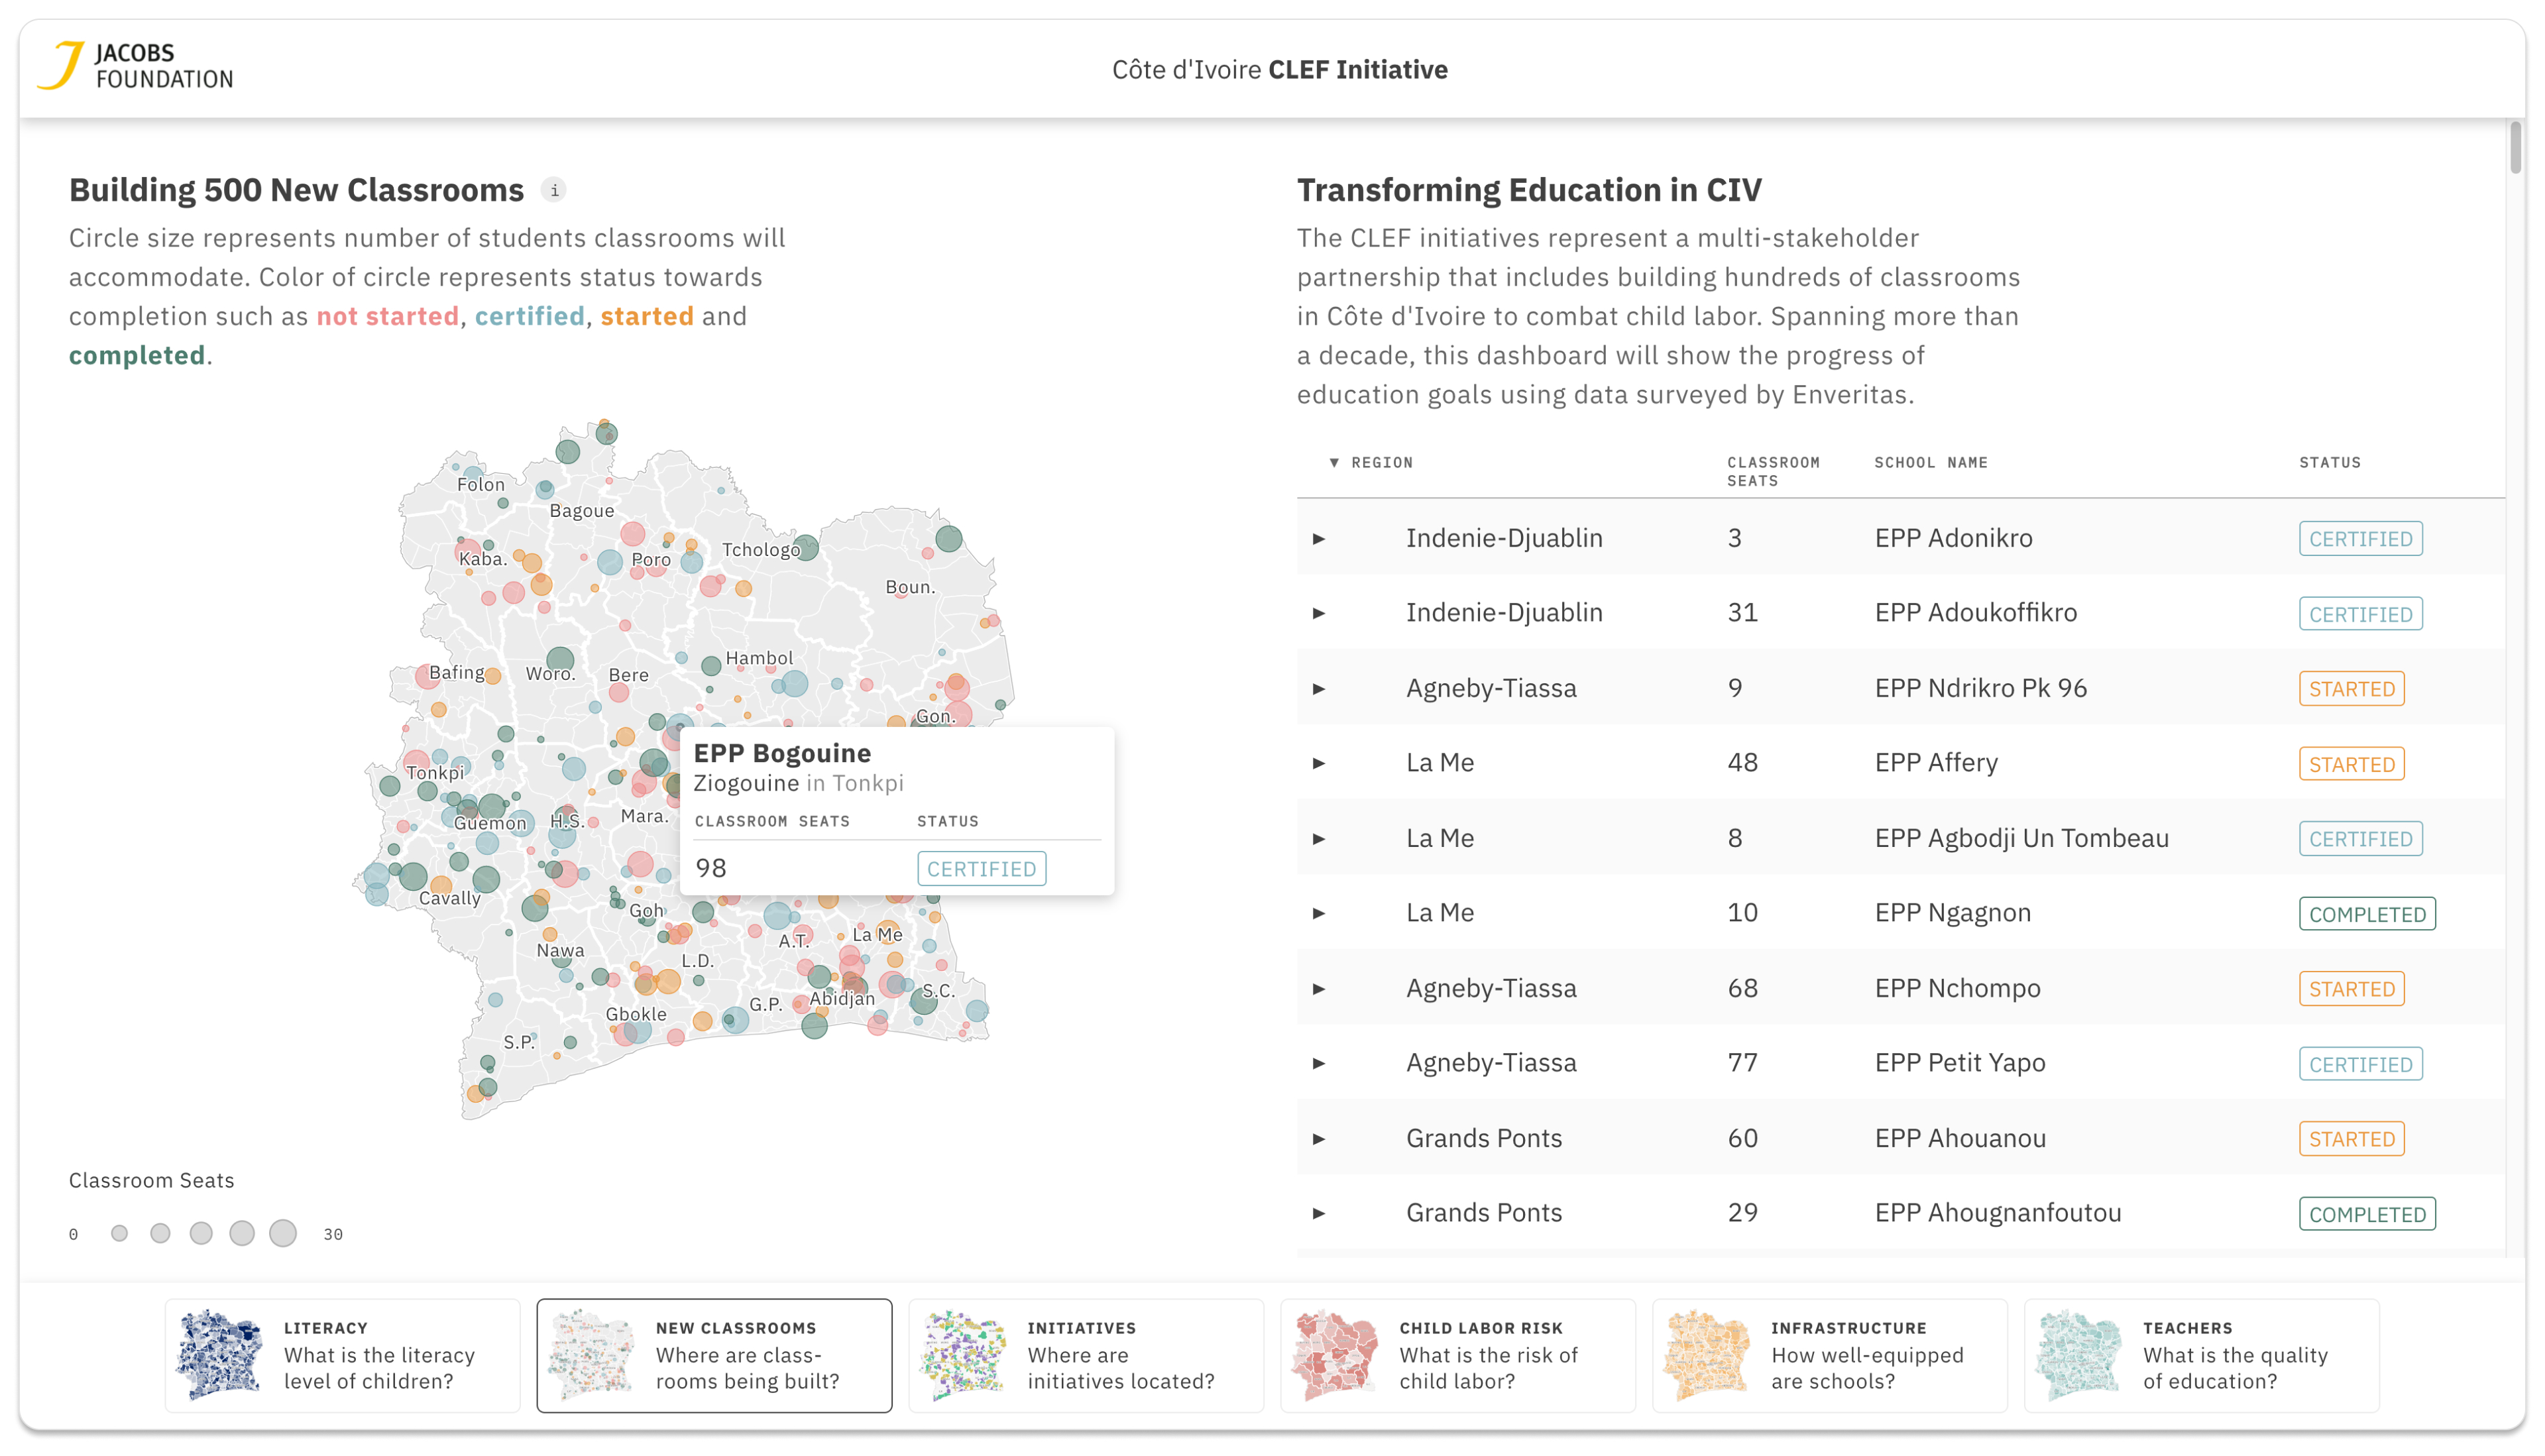 JACOBS
FOUNDATION
Côte d'Ivoire CLEF Initiative
Building 500 New Classrooms i
Circle size represents number of students classrooms will
accommodate. Color of circle represents status towards
completion such as not started, certified, started and
completed.
Transforming Education in CIV
The CLEF initiatives represent a multi-stakeholder
partnership that includes building hundreds of classrooms
in Côte d'Ivoire to combat child labor. Spanning more than
a decade, this dashboard will show the progress of
education goals using data surveyed by Enveritas.
Folon
Bagoue
Kaba.
Poro
Tchologo
Boun.
Bafing
Woro.
Bere
Hambol
Gon.
Tonkpi
Guemon
H.S.
Mara.
Cavally
Goh
Nawa
A.T.
La Me
L.D.
Gbokle
G.P.
Abidjan
S.C.
S.P.
EPP Bogouine
Ziogouine in Tonkpi
CLASSROOM SEATS STATUS
98 CERTIFIED
Classroom Seats
0 30
▼ REGION CLASSROOM SEATS SCHOOL NAME STATUS
▶ Indenie-Djuablin 3 EPP Adonikro CERTIFIED
▶ Indenie-Djuablin 31 EPP Adoukoffikro CERTIFIED
▶ Agneby-Tiassa 9 EPP Ndrikro Pk 96 STARTED
▶ La Me 48 EPP Affery STARTED
▶ La Me 8 EPP Agbodji Un Tombeau CERTIFIED
▶ La Me 10 EPP Ngagnon COMPLETED
▶ Agneby-Tiassa 68 EPP Nchompo STARTED
▶ Agneby-Tiassa 77 EPP Petit Yapo CERTIFIED
▶ Grands Ponts 60 EPP Ahouanou STARTED
▶ Grands Ponts 29 EPP Ahougnanfoutou COMPLETED
LITERACY
What is the literacy
level of children?
NEW CLASSROOMS
Where are class-
rooms being built?
INITIATIVES
Where are
initiatives located?
CHILD LABOR RISK
What is the risk of
child labor?
INFRASTRUCTURE
How well-equipped
are schools?
TEACHERS
What is the quality
of education?